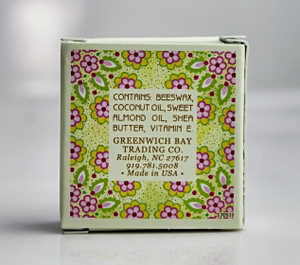 CONTAINS: BEESWAX,
COCONUT OIL, SWEET
ALMOND OIL, SHEA
BUTTER, VITAMIN E.
GREENWICH BAY
TRADING CO.
Raleigh, NC 27617
919.781.5008
• Made in USA •